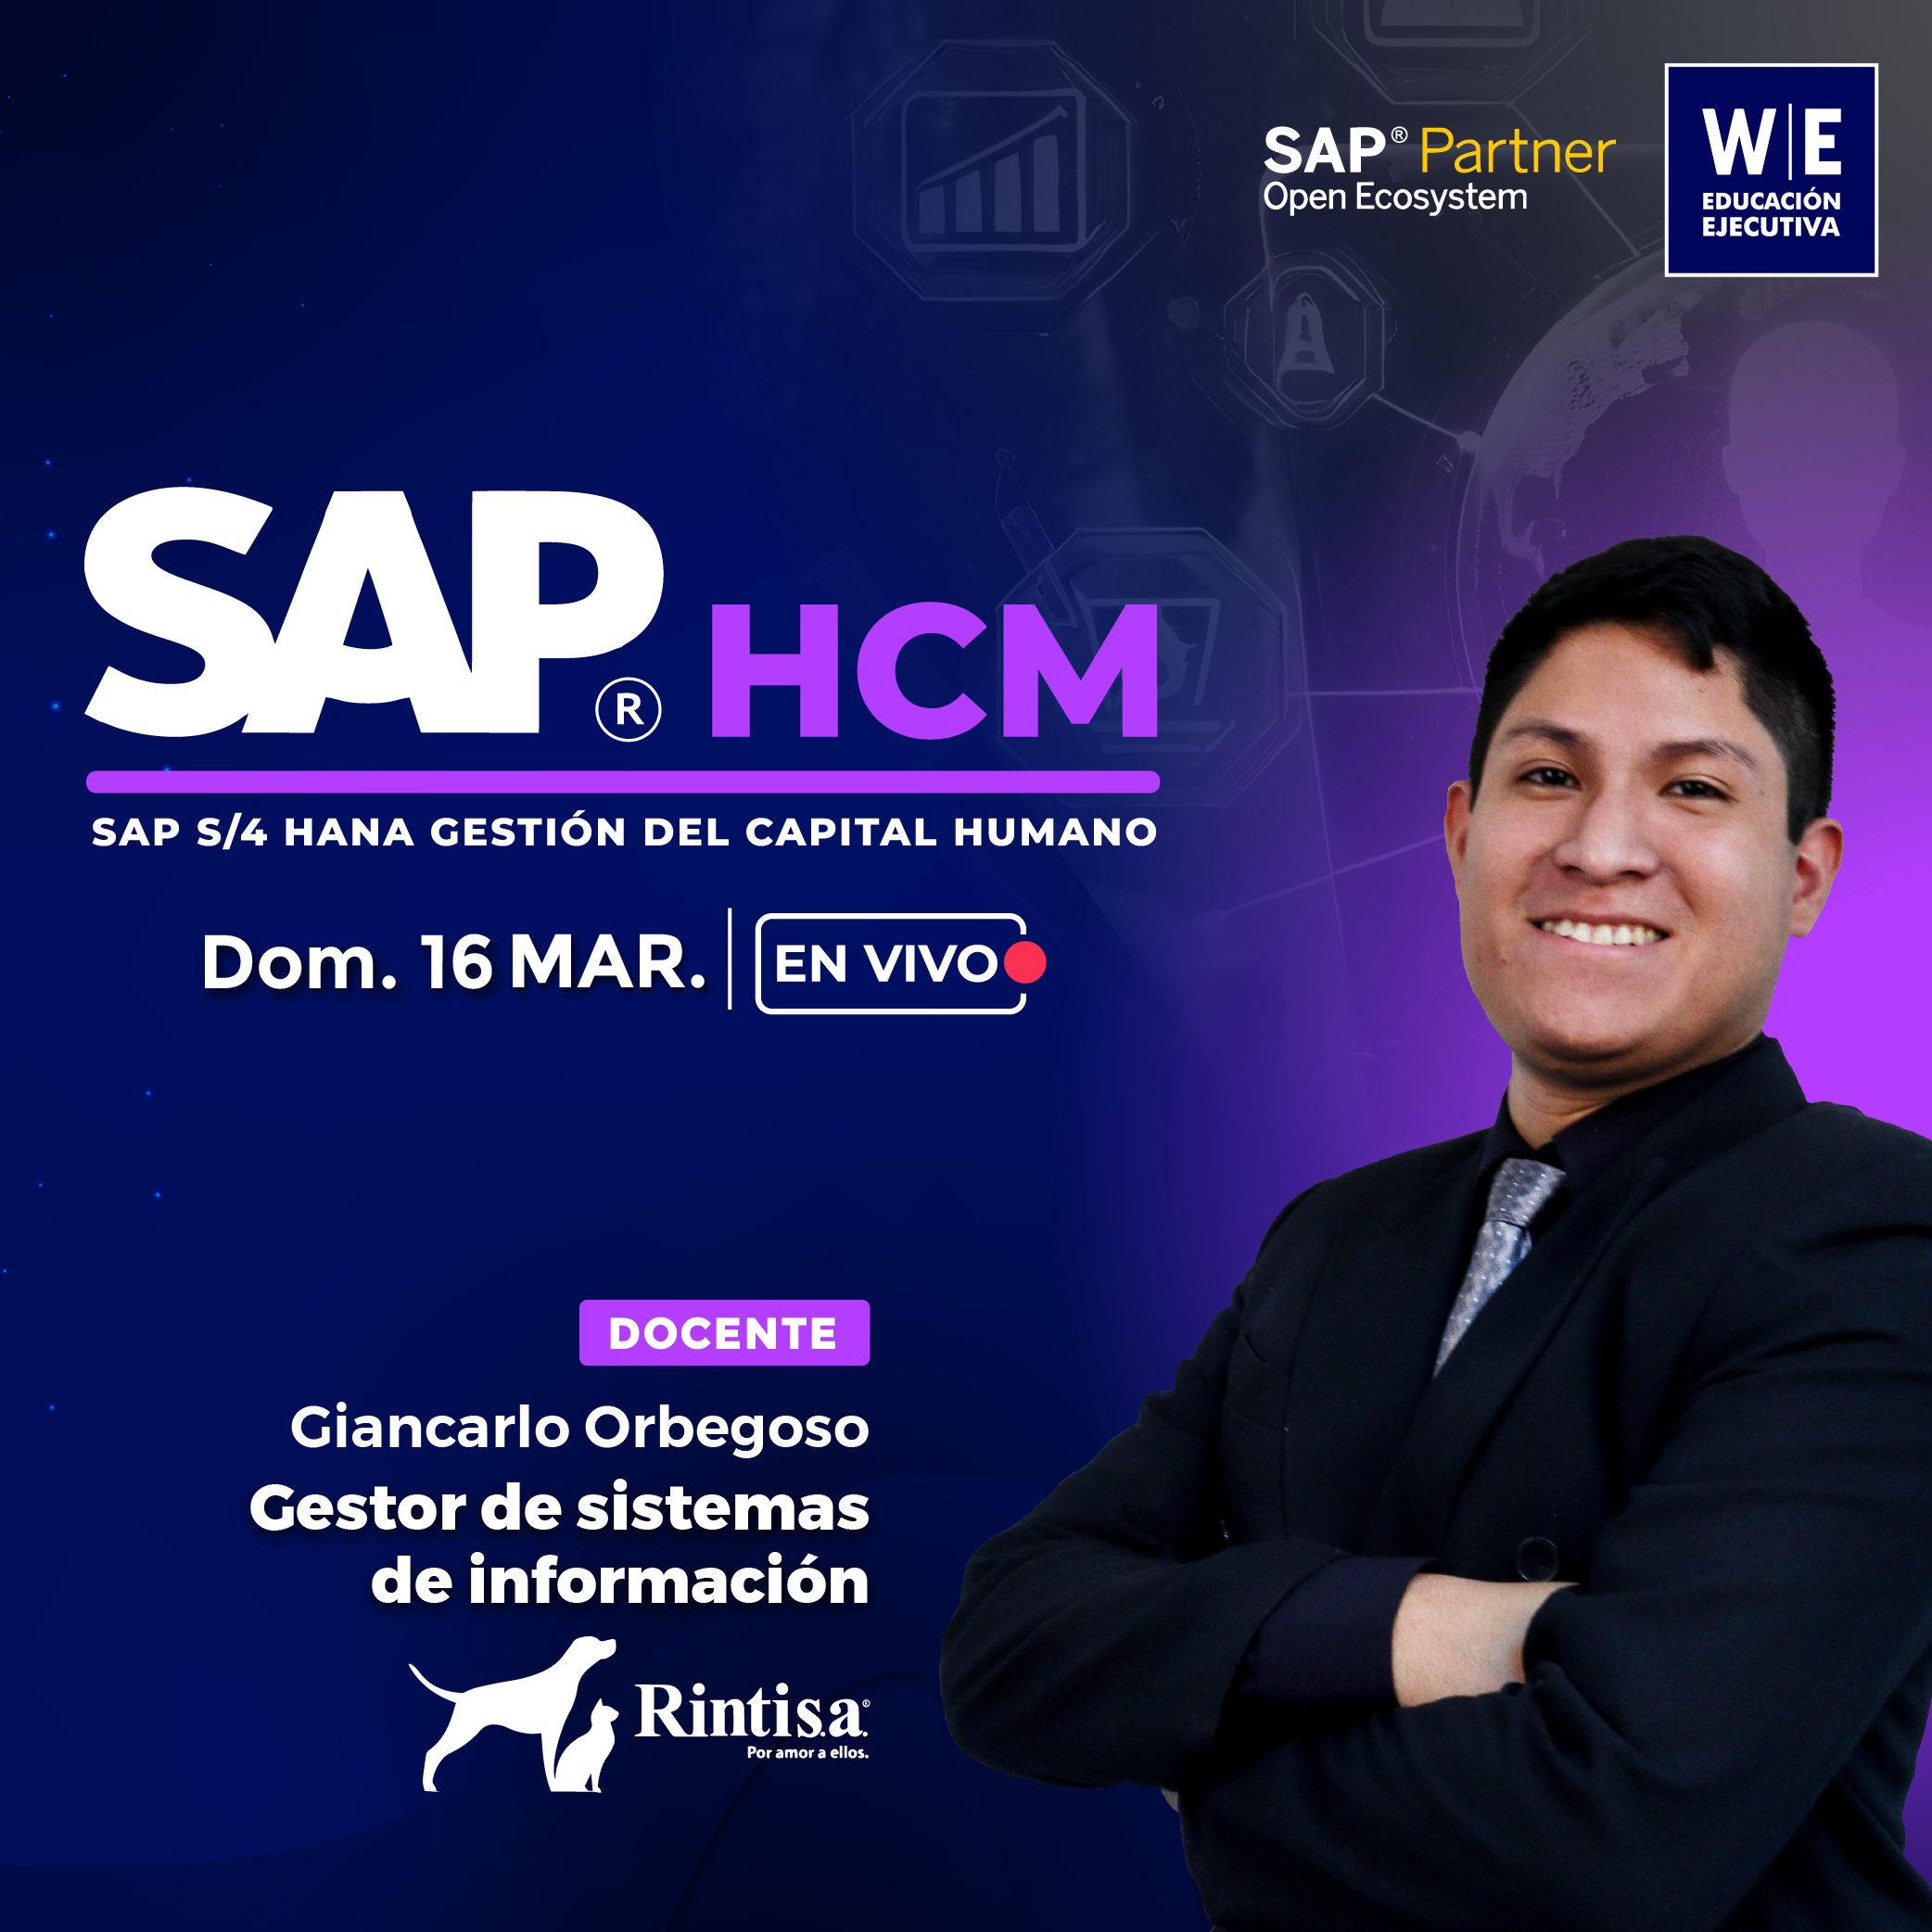 SAP® Partner
Open Ecosystem
W|E
EDUCACIÓN
EJECUTIVA
SAP® HCM
SAP S/4 HANA GESTIÓN DEL CAPITAL HUMANO
Dom. 16 MAR. | EN VIVO
DOCENTE
Giancarlo Orbegoso
Gestor de sistemas
de información
Rintis.a.®
Por amor a ellos.